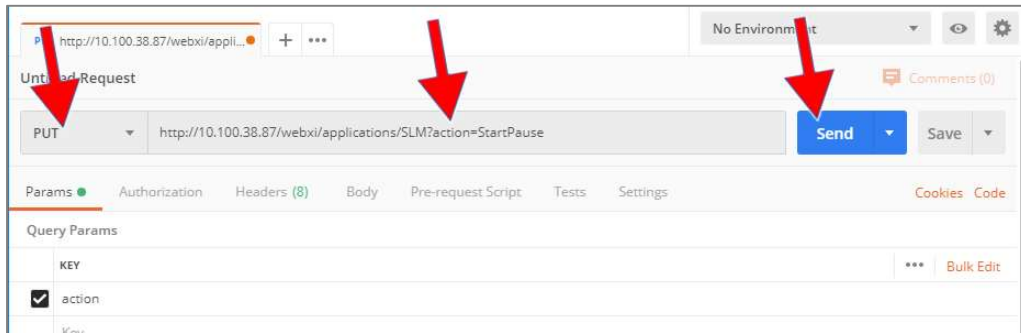 http://10.100.38.87/webxi/appli... + •••
No Environment
Untitled Request
Comments (0)
PUT http://10.100.38.87/webxi/applications/SLM?action=StartPause Send Save
Params Authorization Headers (8) Body Pre-request Script Tests Settings Cookies Code
Query Params
KEY ••• Bulk Edit
action
Key